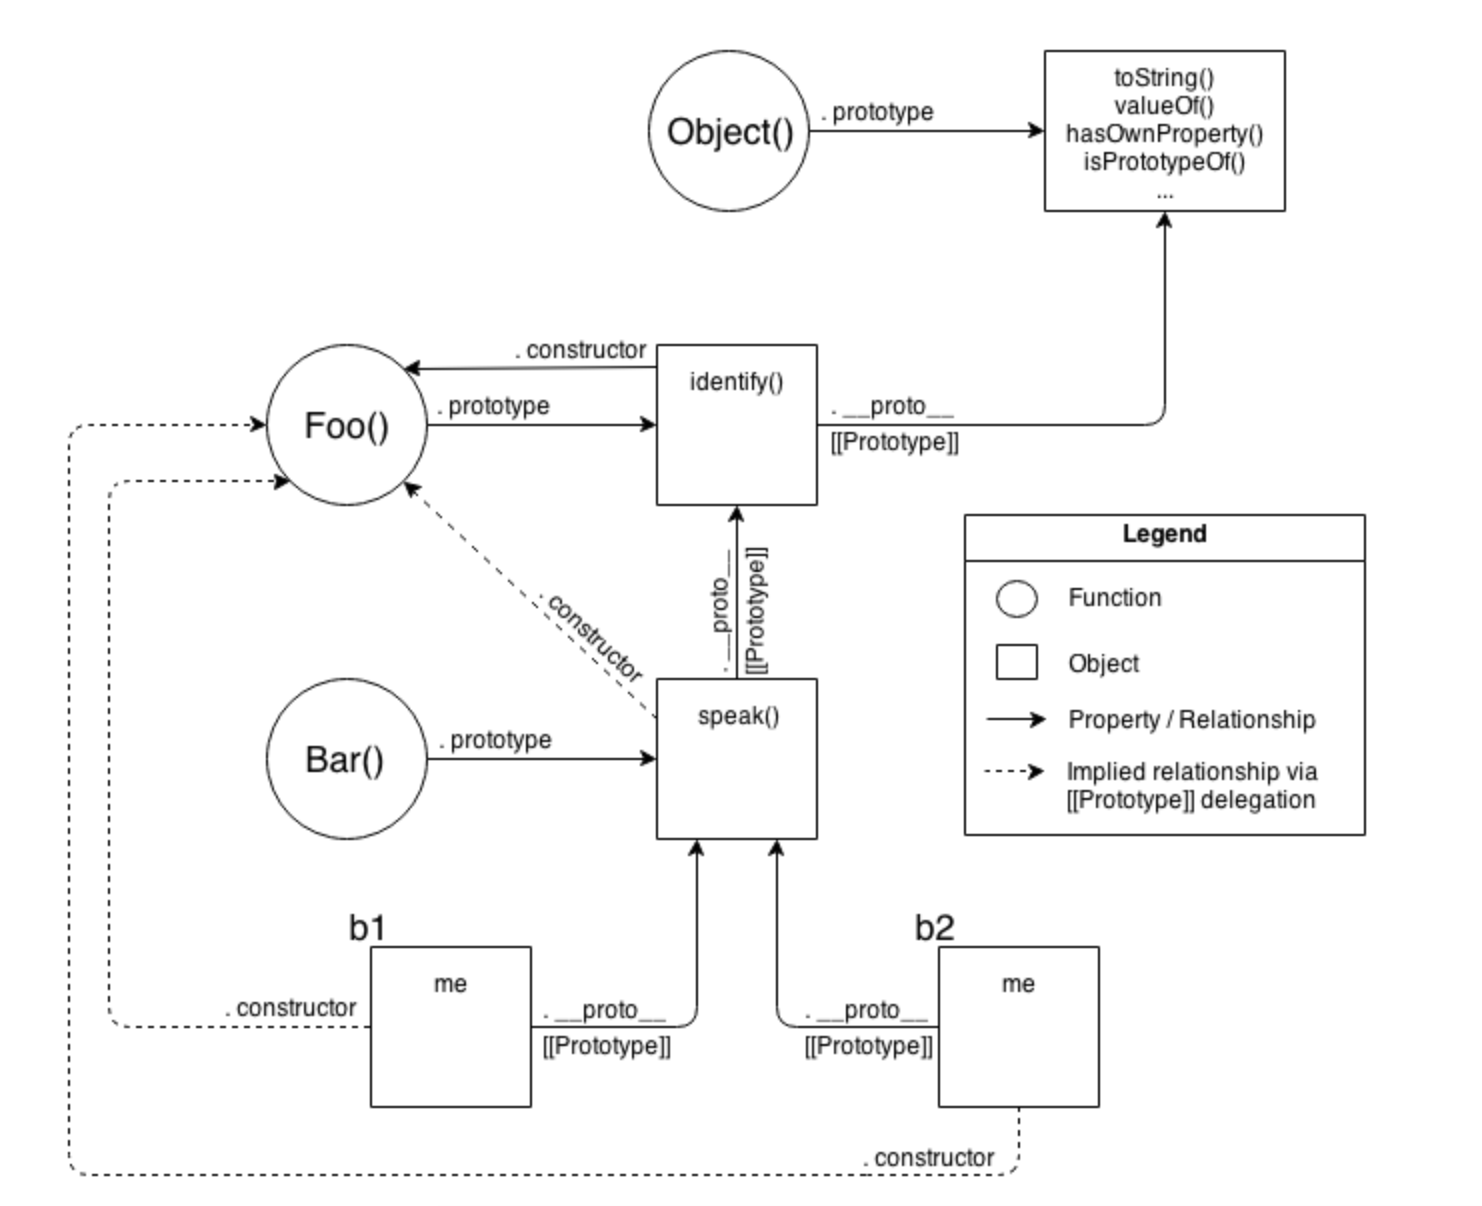 Object()
. prototype
toString()
valueOf()
hasOwnProperty()
isPrototypeOf()
...
. constructor
identify()
Foo()
. prototype
. __proto__
[[Prototype]]
. __proto__
[[Prototype]]
. constructor
Legend
Function
Object
Property / Relationship
Implied relationship via
[[Prototype]] delegation
speak()
Bar()
. prototype
b1
me
. constructor
. __proto__
[[Prototype]]
b2
me
. __proto__
[[Prototype]]
. constructor